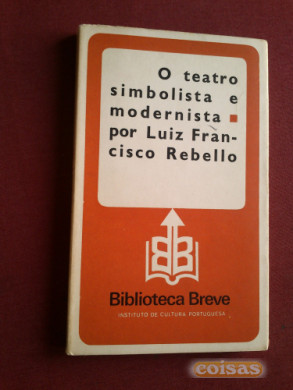 O teatro
simbolista e
modernista
por Luiz Fran-
cisco Rebello
Biblioteca Breve
INSTITUTO DE CULTURA PORTUGUESA
coisas